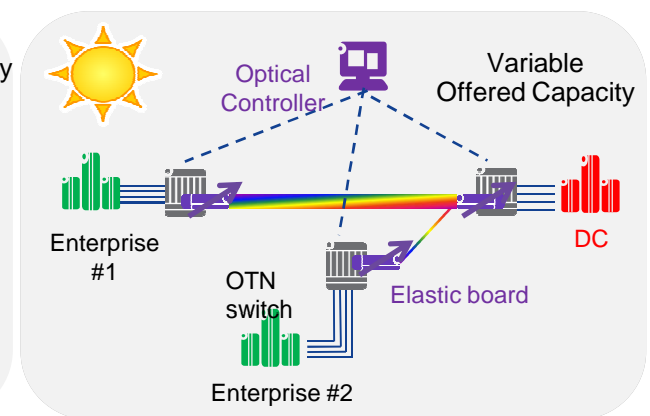 y
Optical
Controller
Variable
Offered Capacity
Enterprise
#1
DC
OTN
switch
Elastic board
Enterprise #2